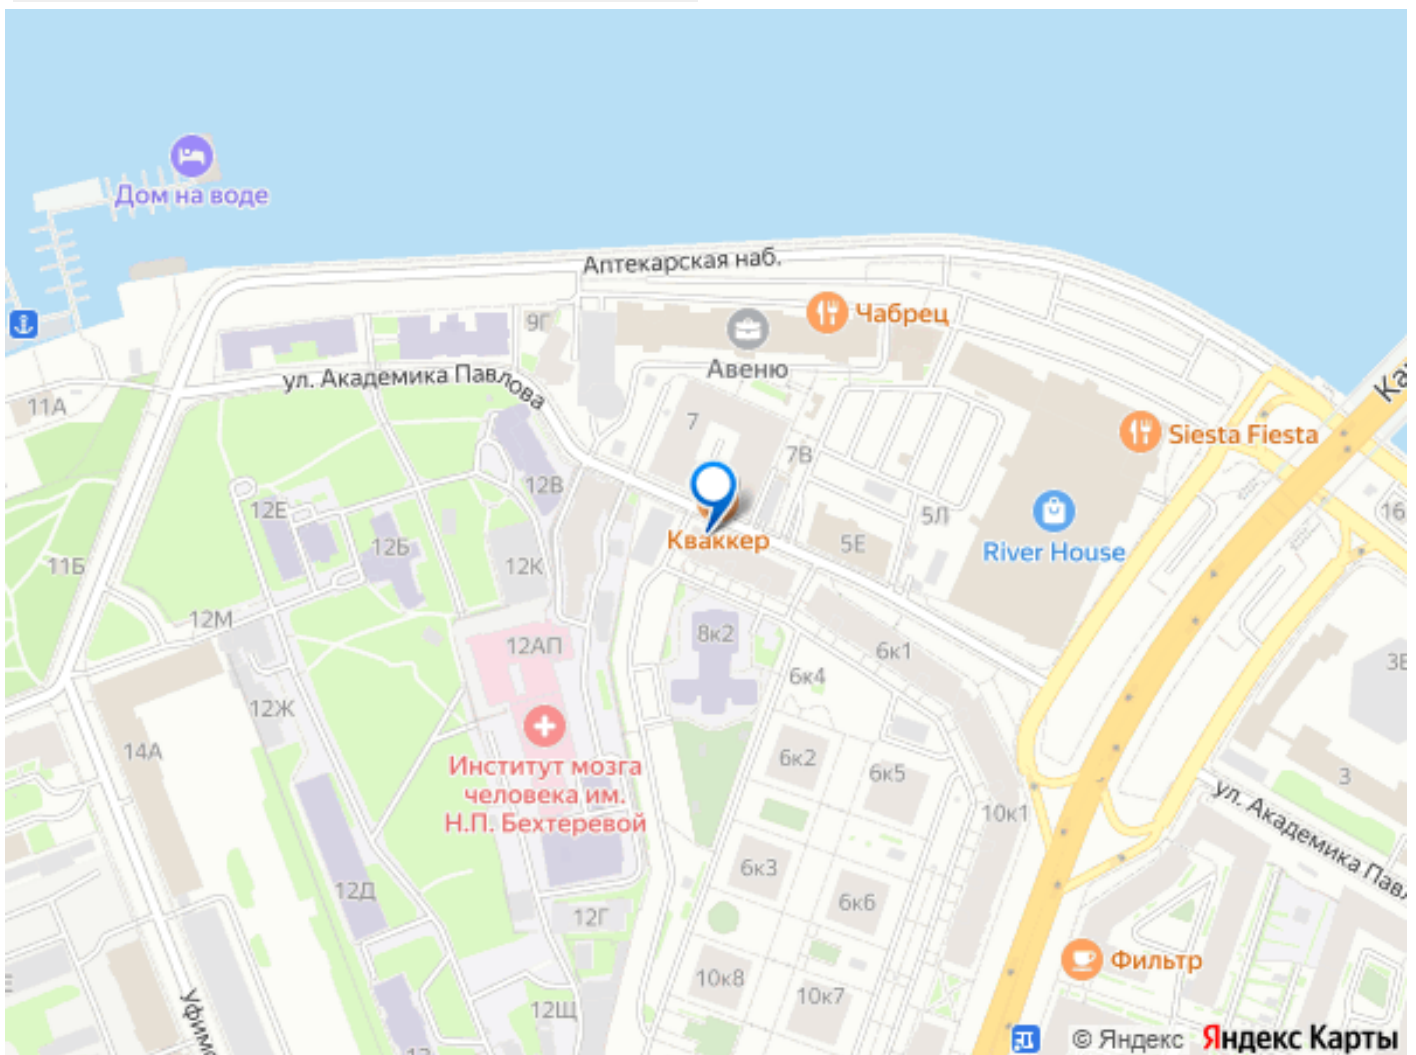 Дом на воде
Аптекарская наб.
9Г
Чабрец
Авеню
ул. Академика Павлова
11А
7
Siesta Fiesta
7В
12В
12Е
5Л
16
Кваккер
5Е
River House
12Б
11Б
12К
12М
8к2
12АП
6к1
6к4
12Ж
14А
6к2
6к5
Институт мозга
человека им.
Н.П. Бехтеревой
3
ул. Академика Павл
10к1
6к3
12Д
6к6
12Г
Фильтр
10к8
10к7
12Щ
© Яндекс Яндекс Карты